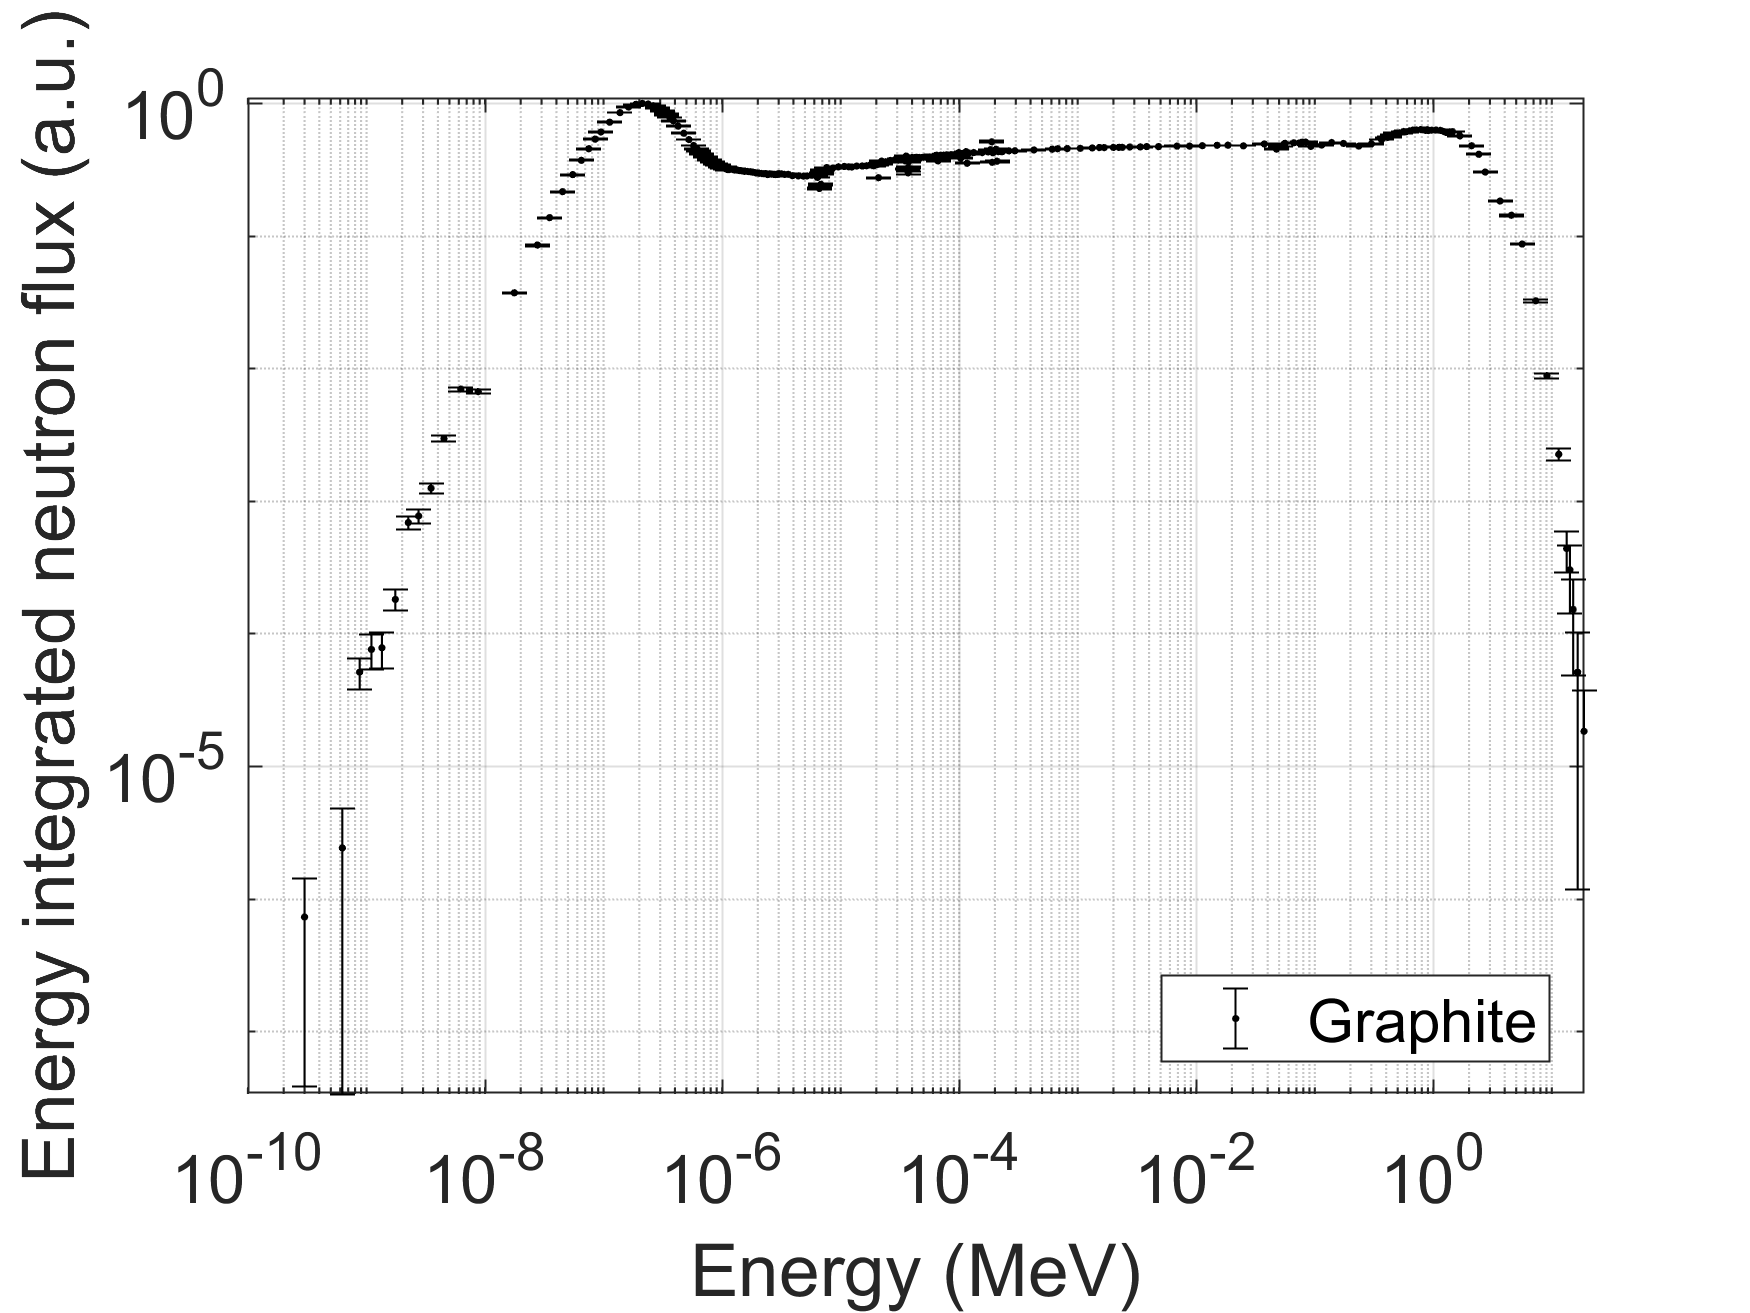 Energy integrated neutron flux (a.u.)
10^0
10^-5
Graphite
10^-10 10^-8 10^-6 10^-4 10^-2 10^0
Energy (MeV)